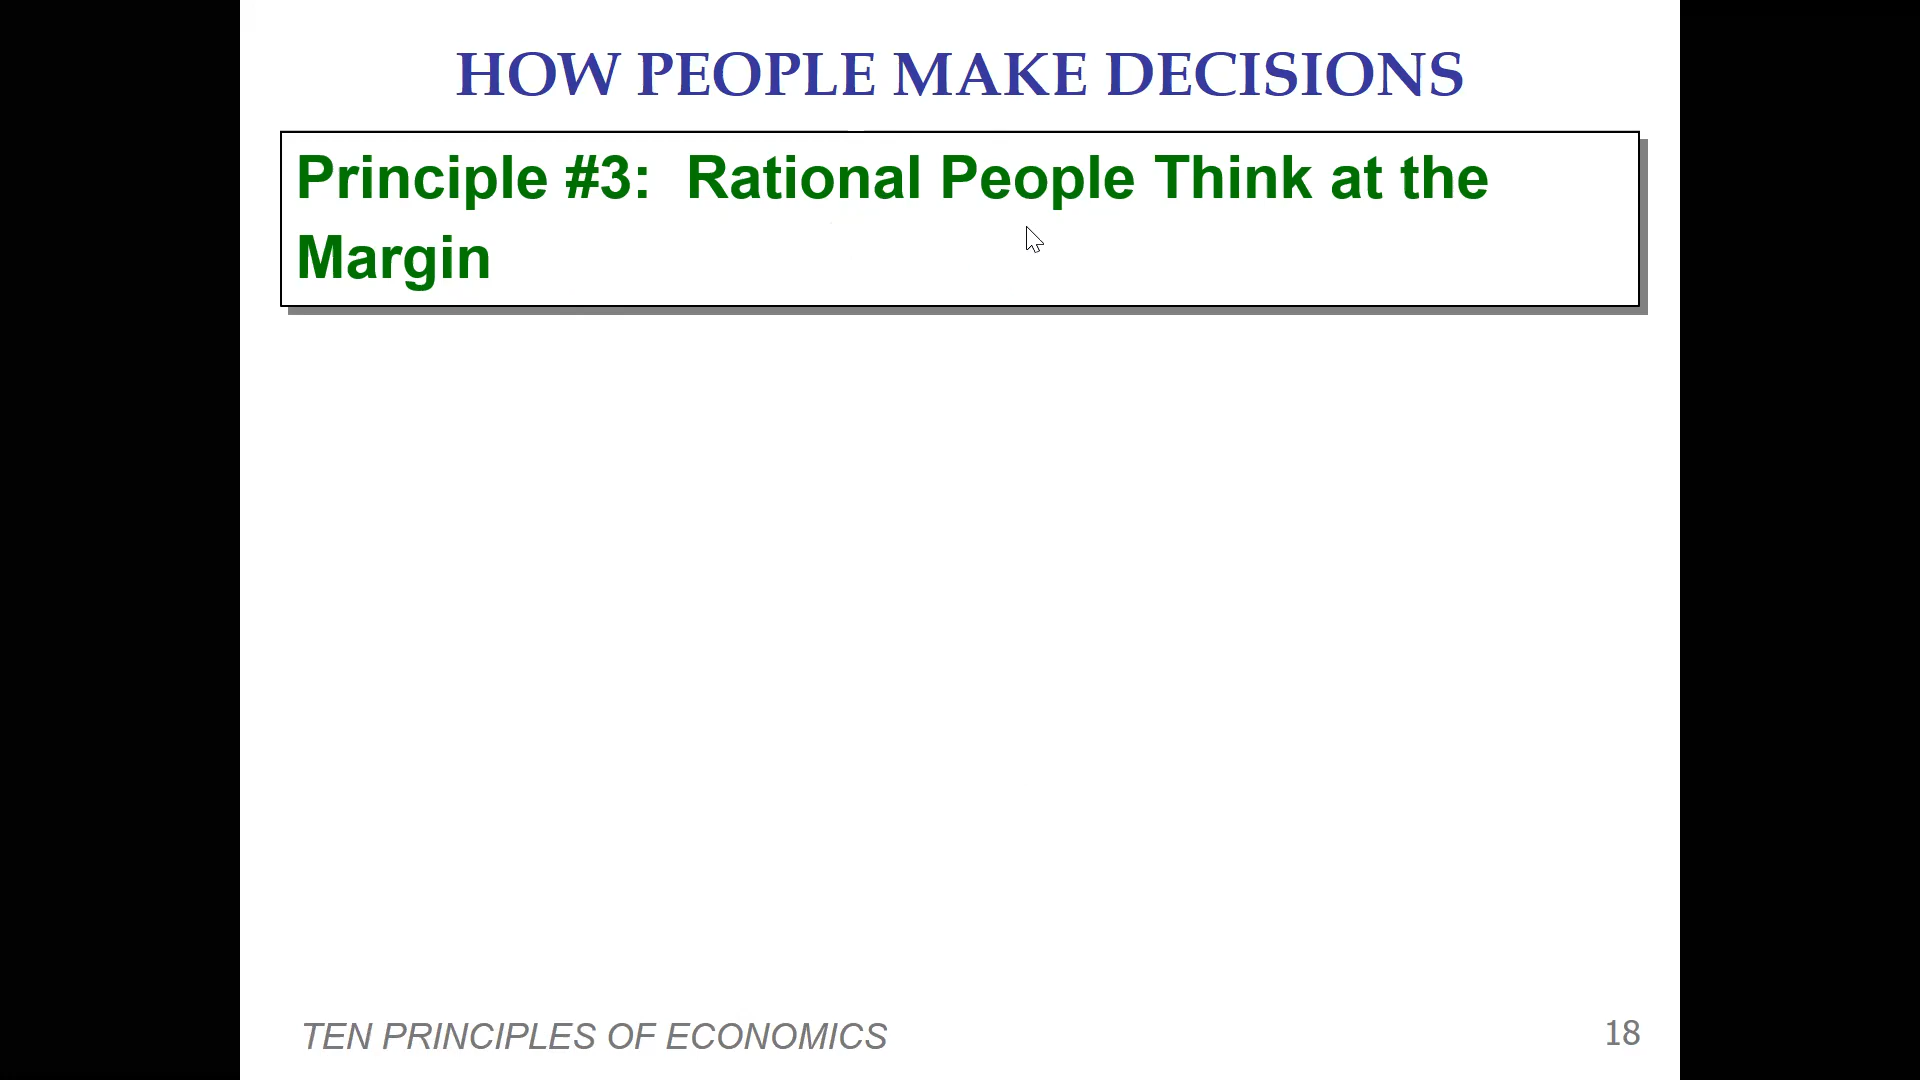 HOW PEOPLE MAKE DECISIONS
Principle #3:  Rational People Think at the
Margin
TEN PRINCIPLES OF ECONOMICS
18